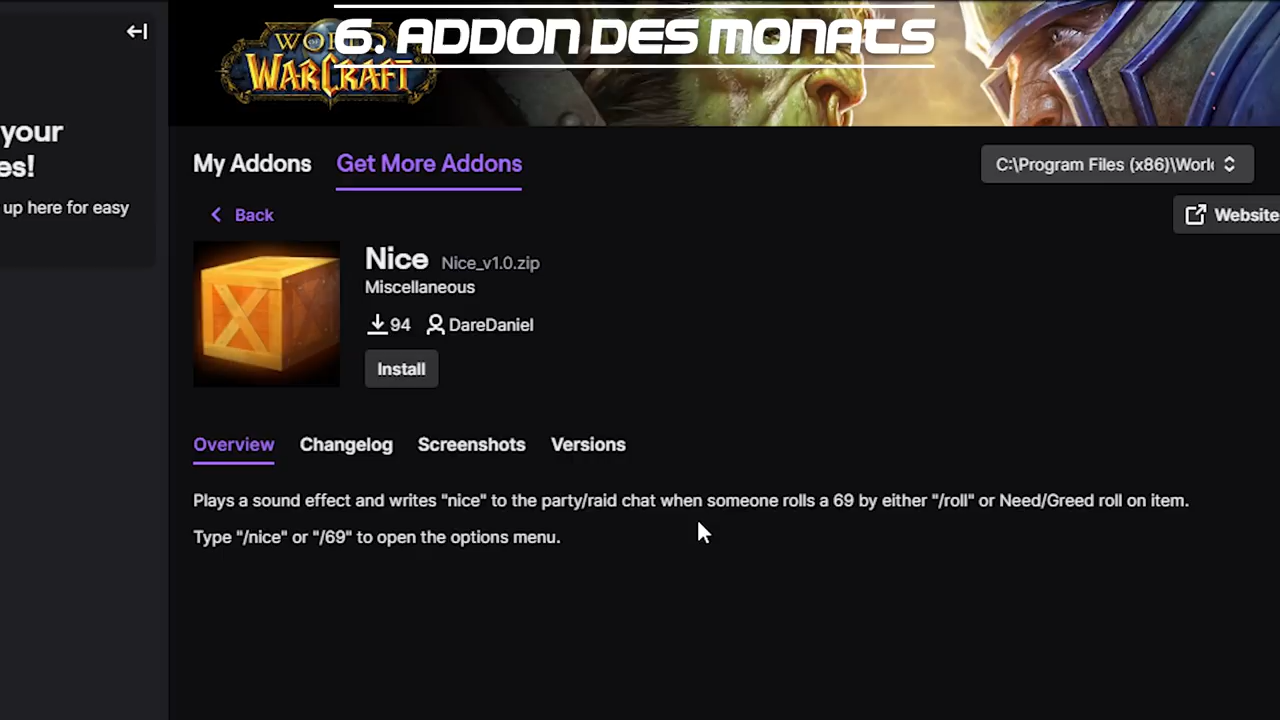 6. ADDON DES MONATS
WORLD OF
WARCRAFT
your
es!
up here for easy
My Addons
Get More Addons
C:\Program Files (x86)\Work
Back
Website
Nice Nice_v1.0.zip
Miscellaneous
94 DareDaniel
Install
Overview Changelog Screenshots Versions
Plays a sound effect and writes "nice" to the party/raid chat when someone rolls a 69 by either "/roll" or Need/Greed roll on item.
Type "/nice" or "/69" to open the options menu.